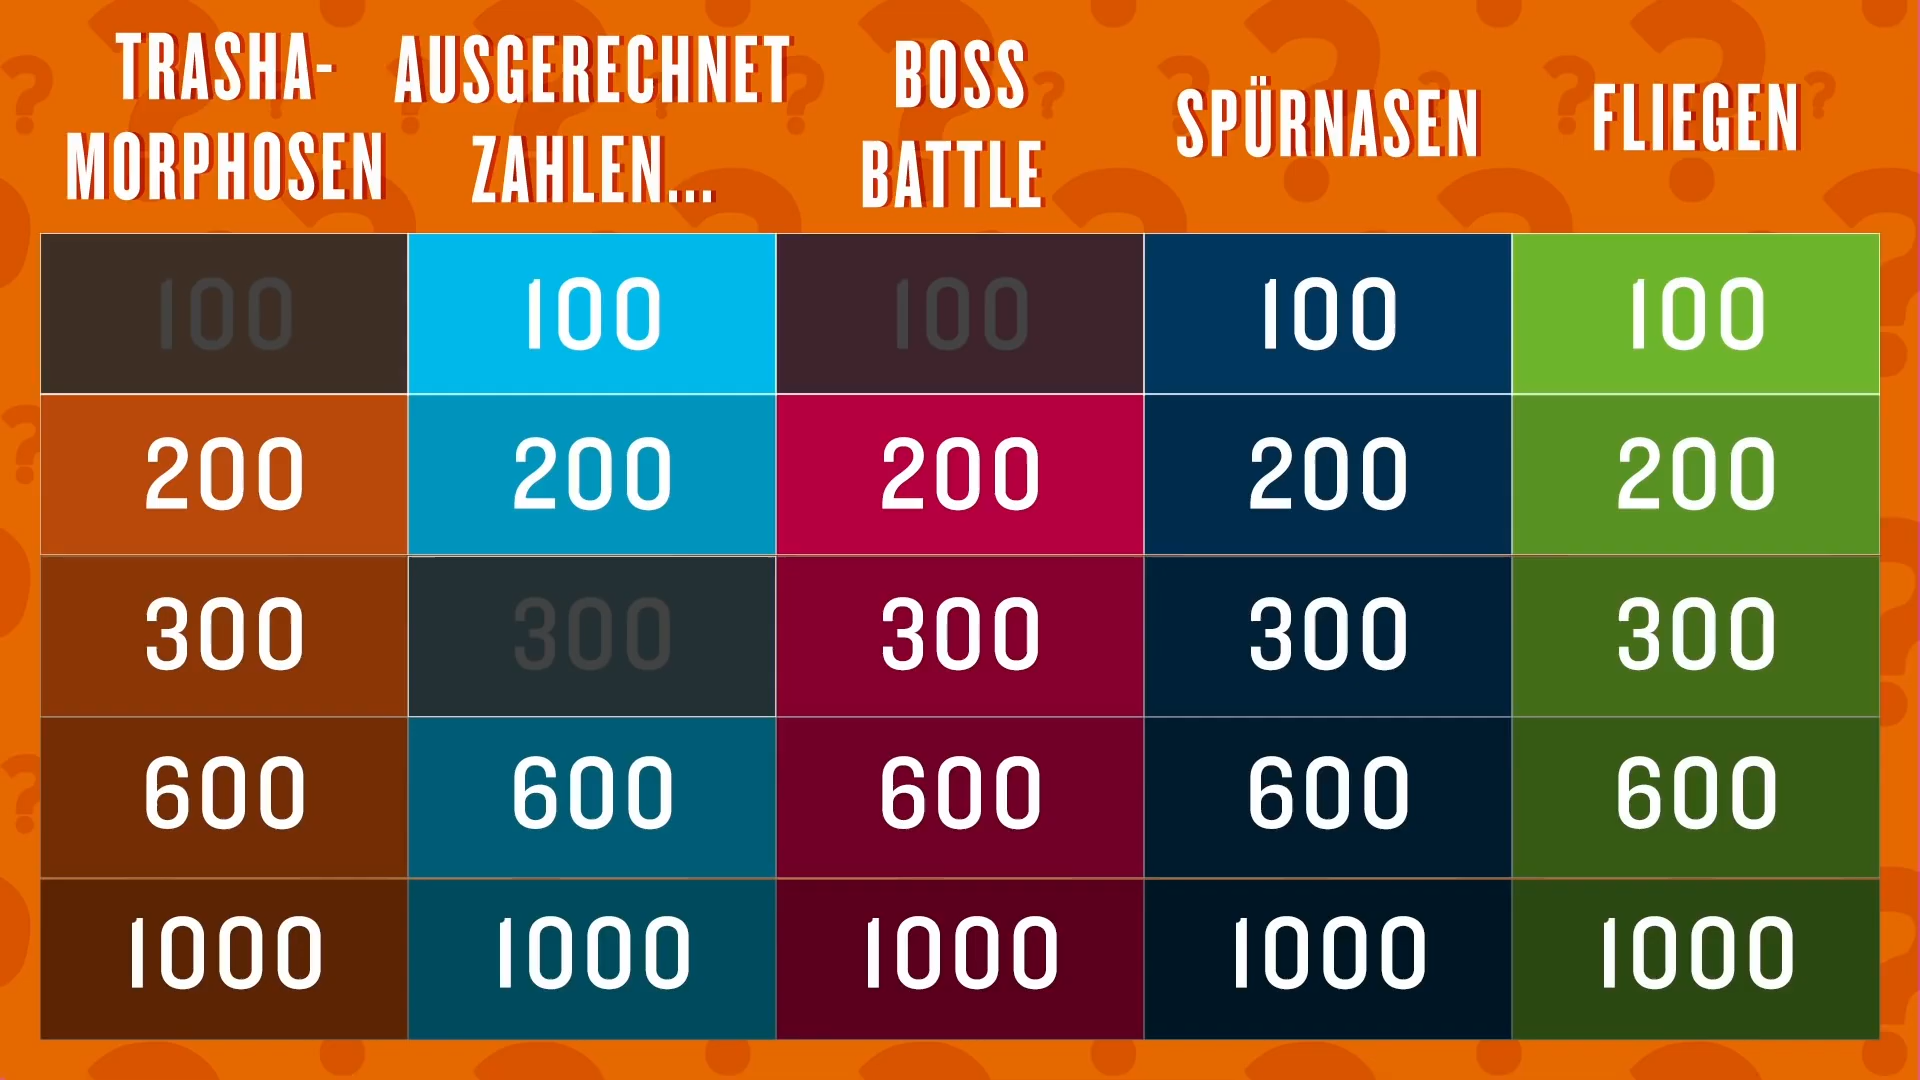 TRASHA-
MORPHOSEN
AUSGERECHNET
ZAHLEN...
BOSS
BATTLE
SPÜRNASEN
FLIEGEN
100 100 100 100 100
200 200 200 200 200
300 300 300 300 300
600 600 600 600 600
1000 1000 1000 1000 1000